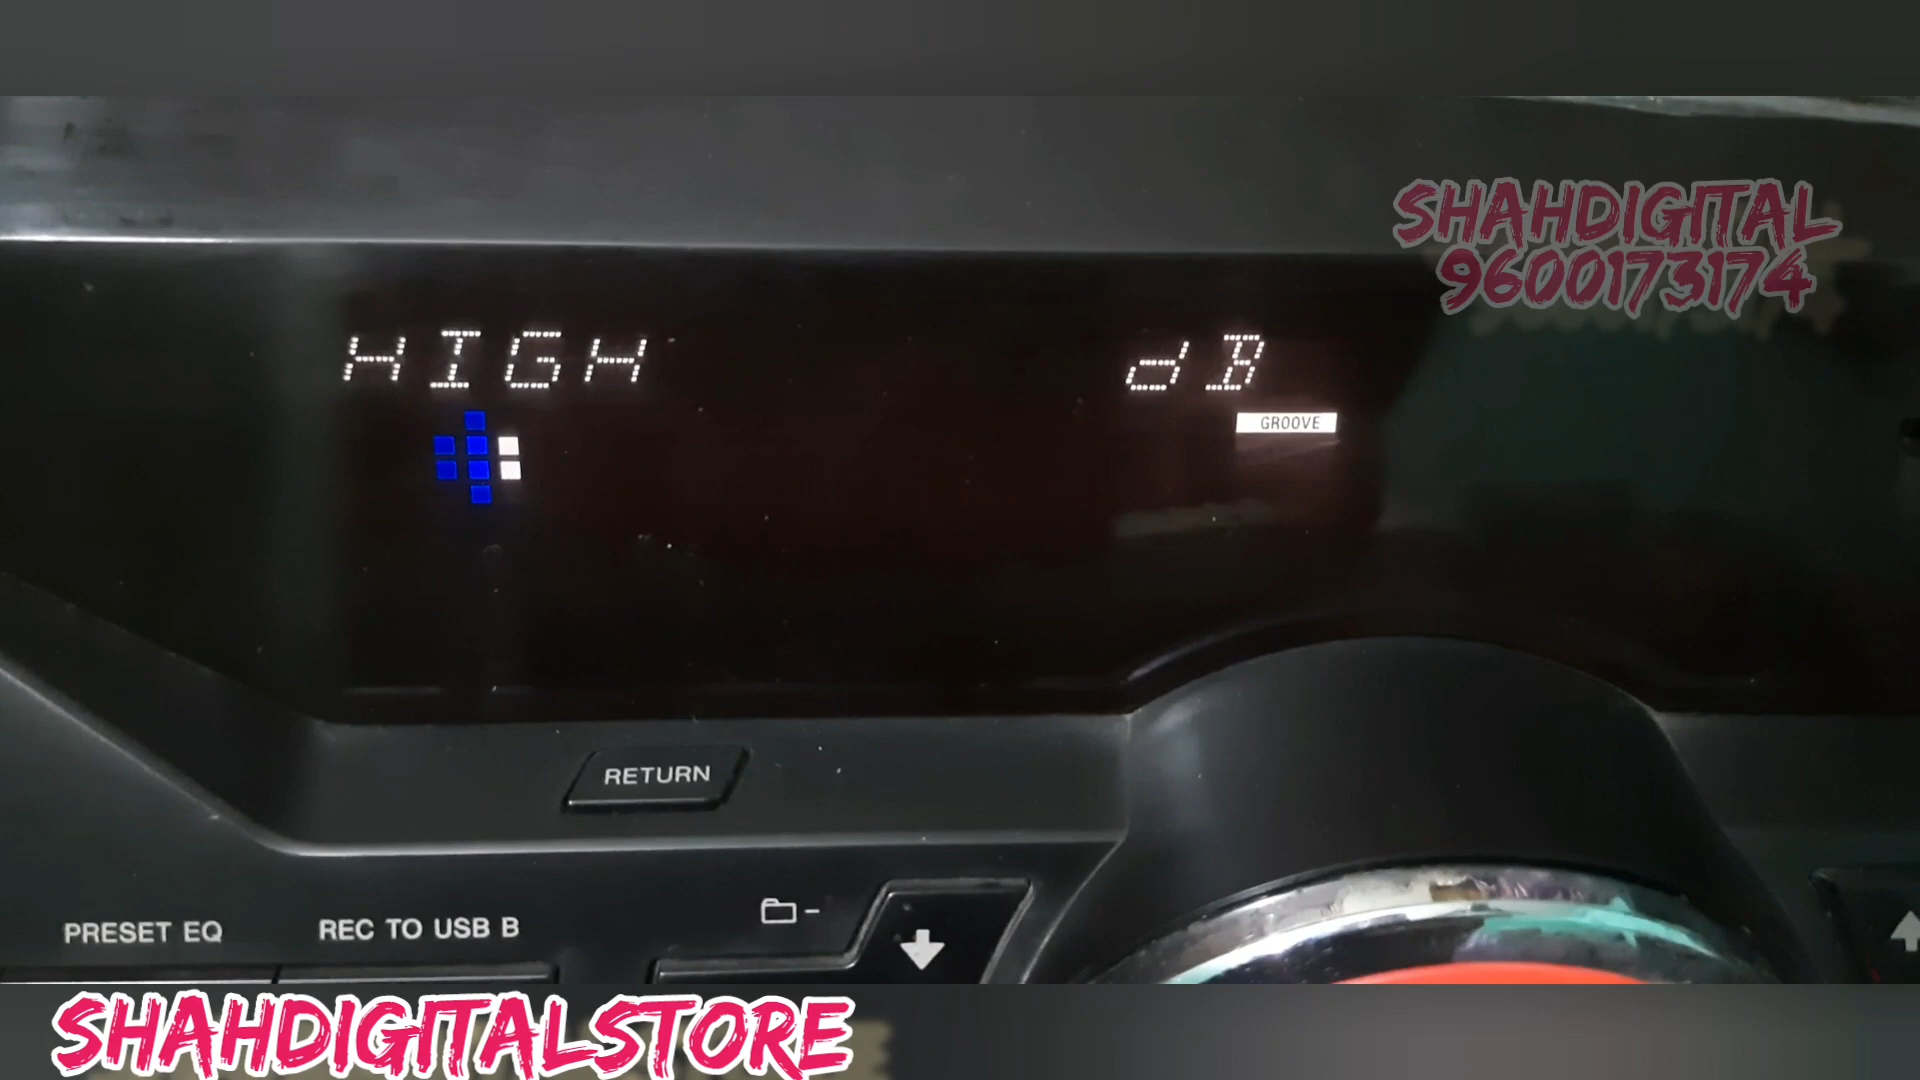 SHAHDIGITAL
9600173174
HIGH dB
GROOVE
RETURN
PRESET EQ
REC TO USB B
SHAHDIGITALSTORE